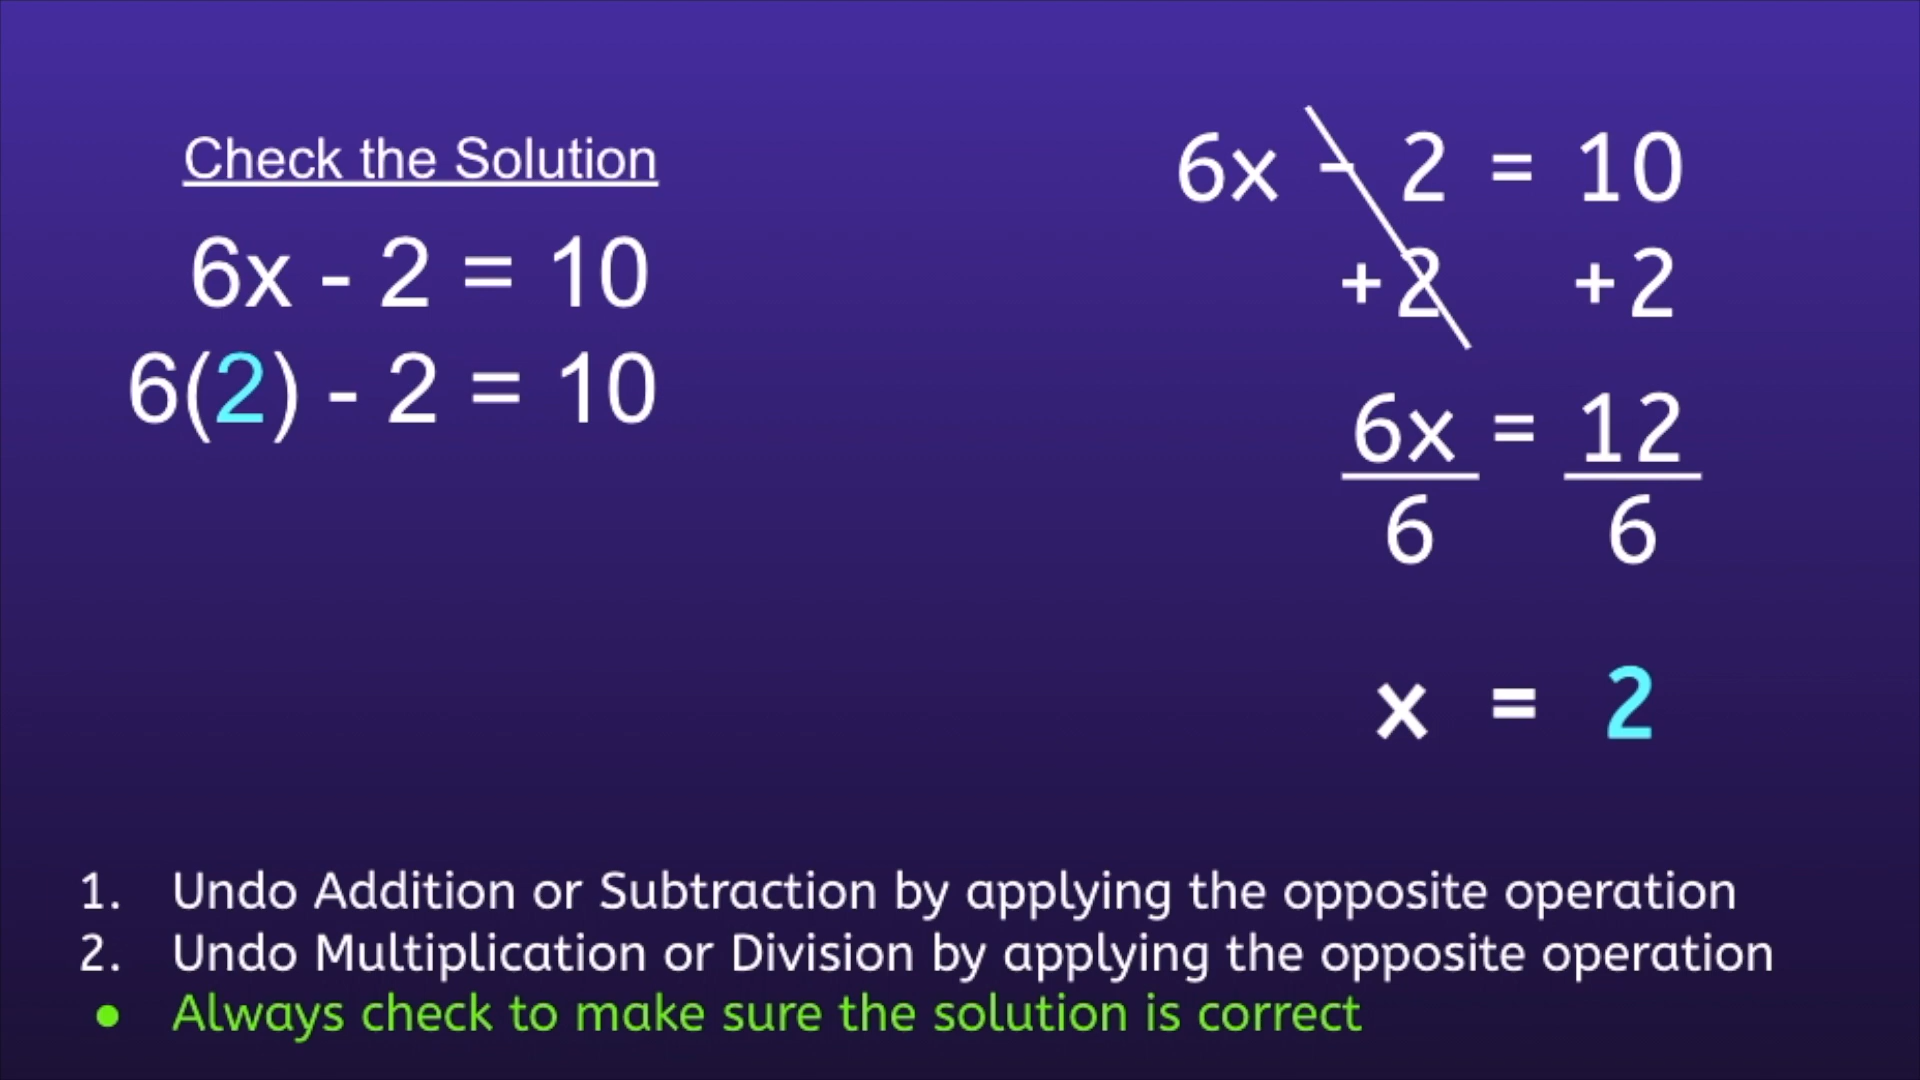 Check the Solution
6x - 2 = 10
6(2) - 2 = 10
6x - 2 = 10
+2 +2
6x = 12
6 6
x = 2
1. Undo Addition or Subtraction by applying the opposite operation
2. Undo Multiplication or Division by applying the opposite operation
● Always check to make sure the solution is correct